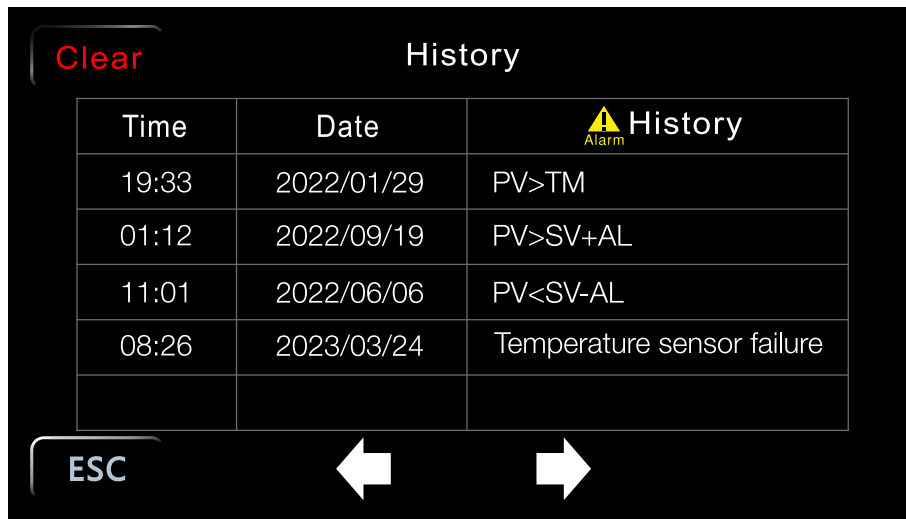 Clear
History
Time Date Alarm History
19:33 2022/01/29 PV>TM
01:12 2022/09/19 PV>SV+AL
11:01 2022/06/06 PV<SV-AL
08:26 2023/03/24 Temperature sensor failure
ESC